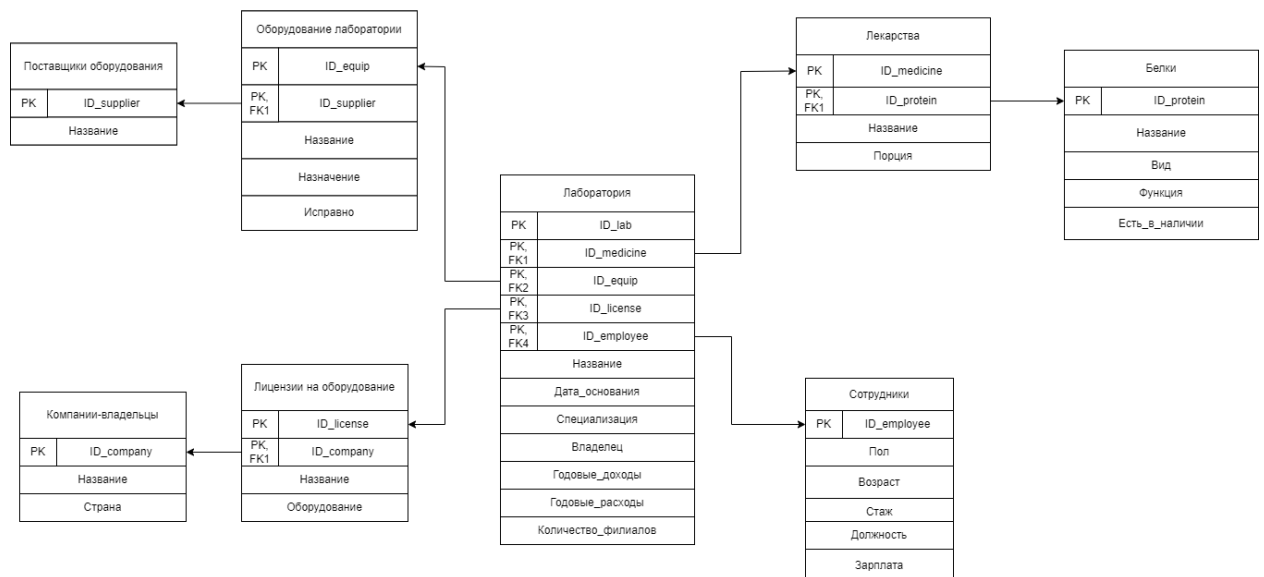 Поставщики оборудования
PK ID_supplier
Название
Оборудование лаборатории
PK ID_equip
PK,
FK1 ID_supplier
Название
Назначение
Исправно
Лекарства
PK ID_medicine
PK,
FK1 ID_protein
Название
Порция
Белки
PK ID_protein
Название
Вид
Функция
Есть_в_наличии
Лаборатория
PK ID_lab
PK,
FK1 ID_medicine
PK,
FK2 ID_equip
PK,
FK3 ID_license
PK,
FK4 ID_employee
Название
Дата_основания
Специализация
Владелец
Годовые_доходы
Годовые_расходы
Количество_филиалов
Компании-владельцы
PK ID_company
Название
Страна
Лицензии на оборудование
PK ID_license
PK,
FK1 ID_company
Название
Оборудование
Сотрудники
PK ID_employee
Пол
Возраст
Стаж
Должность
Зарплата